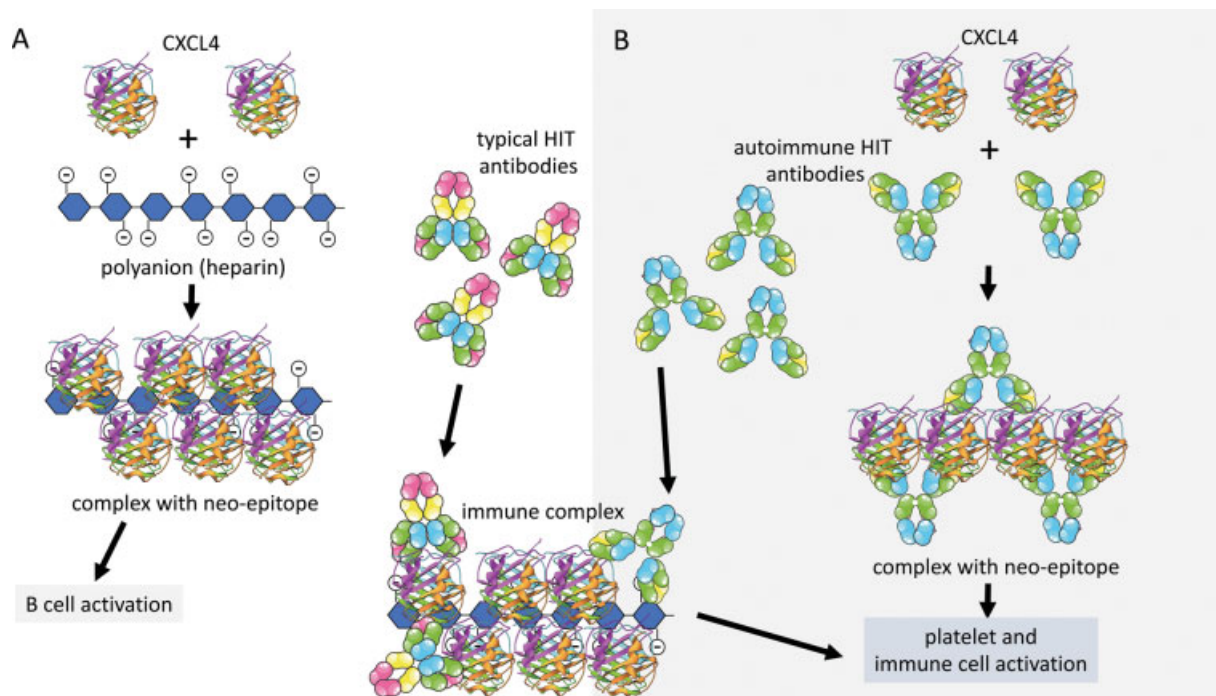 A
CXCL4
+
polyanion (heparin)
complex with neo-epitope
B cell activation
typical HIT
antibodies
immune complex
B
CXCL4
+
autoimmune HIT
antibodies
complex with neo-epitope
platelet and
immune cell activation